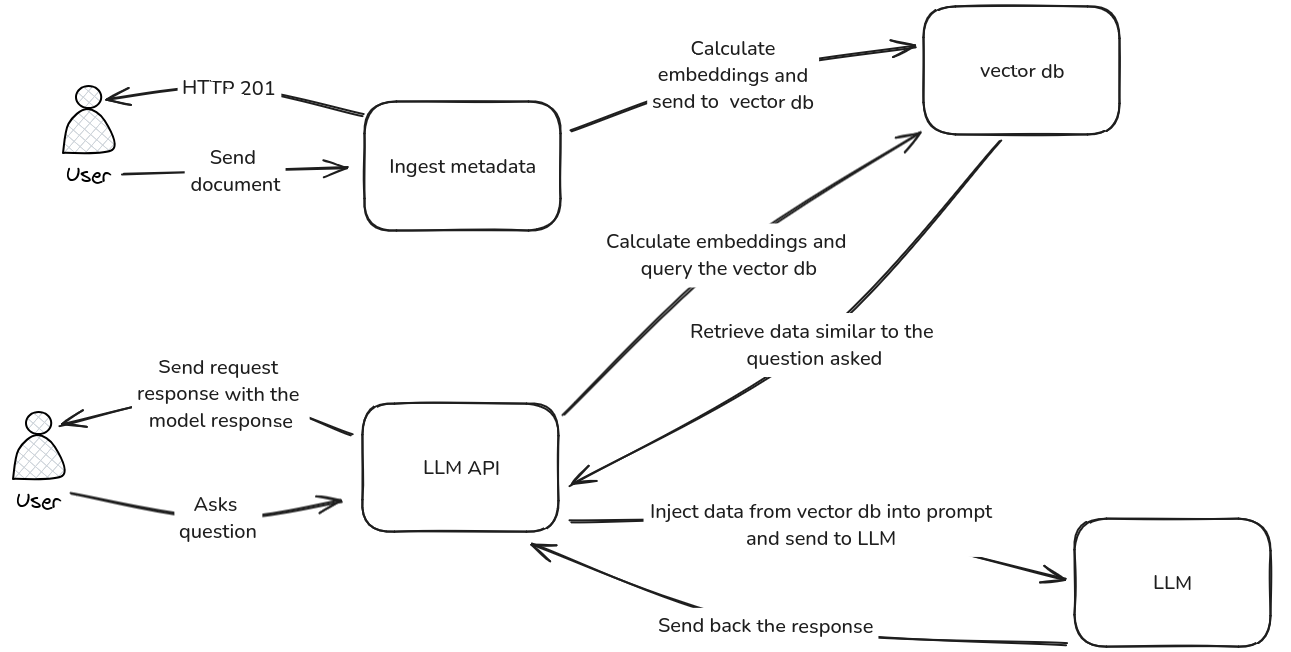 Calculate
embeddings and
send to  vector db
vector db
HTTP 201
Send
document
User
Ingest metadata
Calculate embeddings and
query the vector db
Retrieve data similar to the
question asked
Send request
response with the
model response
LLM API
User
Asks
question
Inject data from vector db into prompt
and send to LLM
LLM
Send back the response